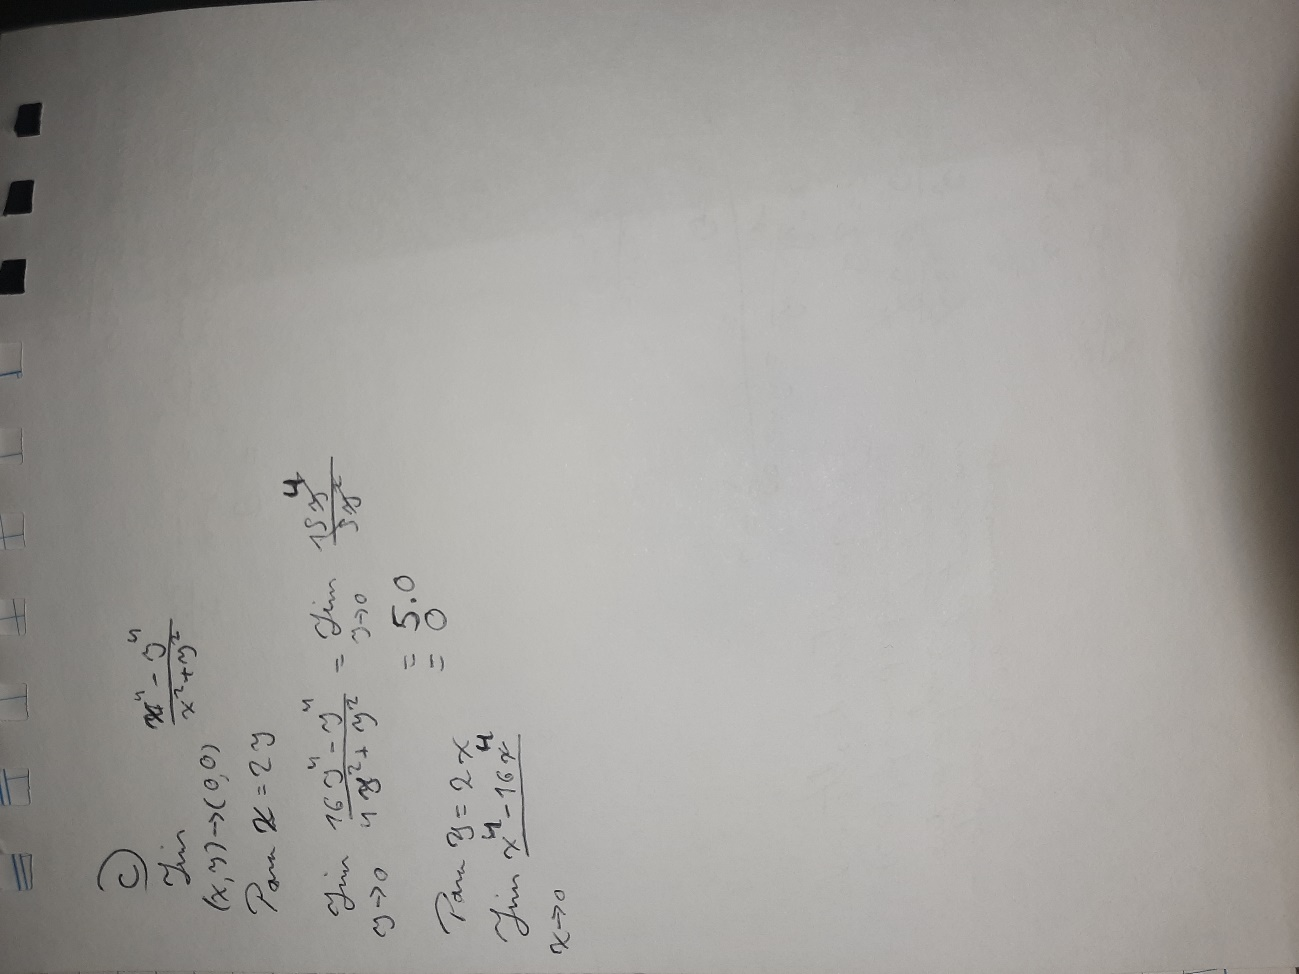 C)
lim x⁴ - y⁴ / x² + y²
(x,y)→(0,0)
Para x = 2y
lim 16y⁴ - y⁴ / 4y² + y² = lim 15y⁴ / 5y²
y→0 y→0
= 5.0
= 0
Para y = 2x
lim x⁴ - 16x⁴
x→0